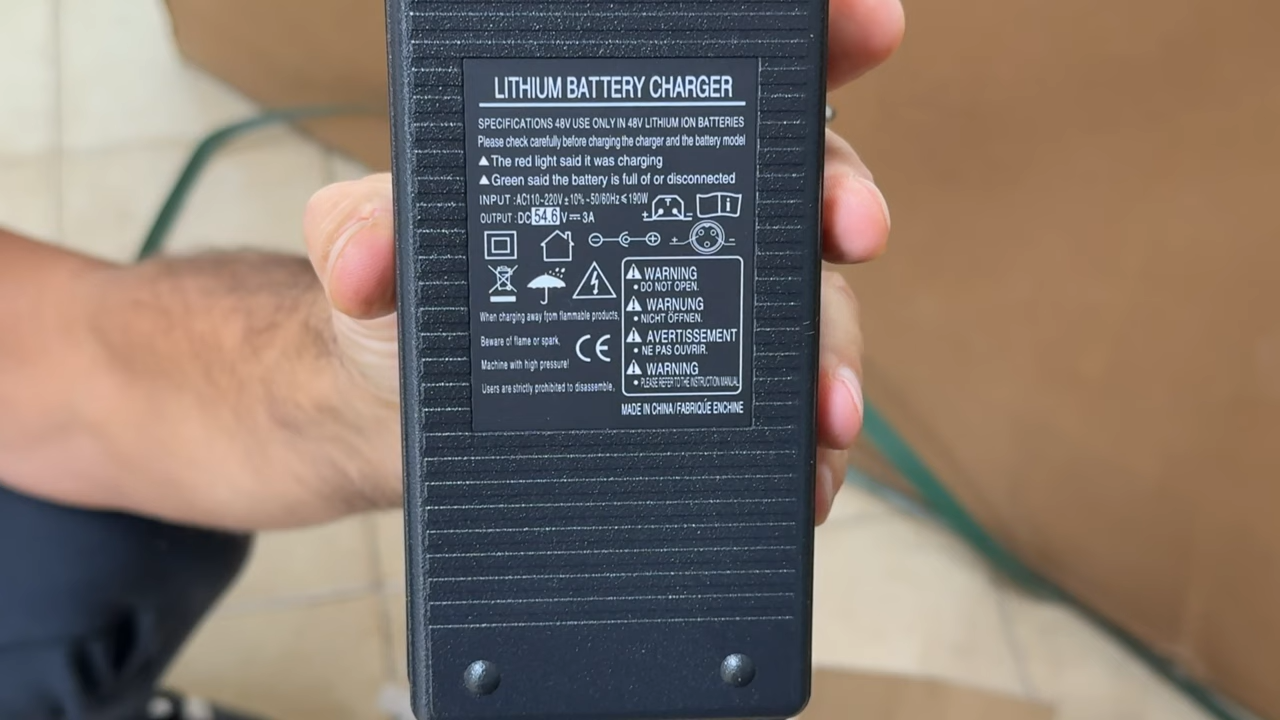 LITHIUM BATTERY CHARGER
SPECIFICATIONS 48V USE ONLY IN 48V LITHIUM ION BATTERIES
Please check carefully before charging the charger and the battery model
▲The red light said it was charging
▲Green said the battery is full of or disconnected
INPUT:AC110-220V±10% ~50/60Hz≤190W
OUTPUT:DC54.6V⎓3A
When charging away from flammable products,
Beware of flame or spark,
Machine with high pressure!
Users are strictly prohibited to disassemble,
CE
WARNING
• DO NOT OPEN.
WARNUNG
• NICHT ÖFFNEN.
AVERTISSEMENT
• NE PAS OUVRIR.
WARNING
• PLEASE REFER TO THE INSTRUCTION MANUAL
MADE IN CHINA/FABRIQÚE ENCHINE